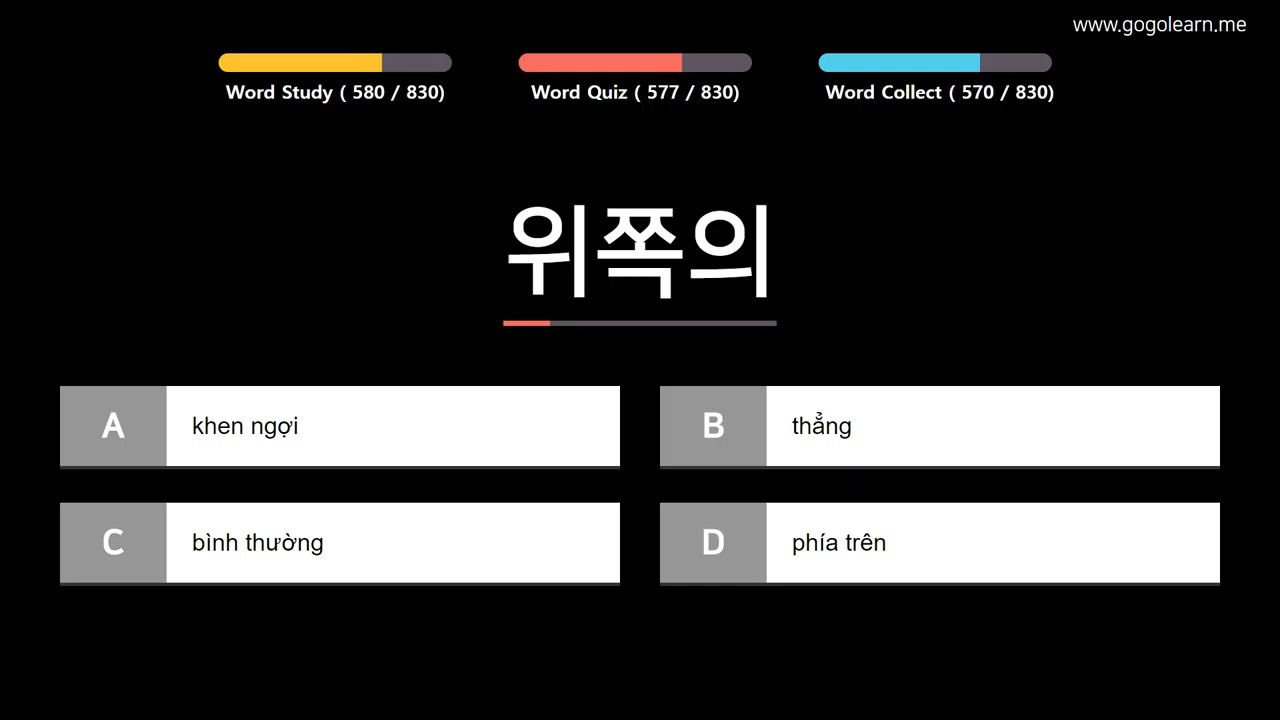 www.gogolearn.me
Word Study ( 580 / 830)
Word Quiz ( 577 / 830)
Word Collect ( 570 / 830)
위쪽의
A
khen ngợi
B
thẳng
C
bình thường
D
phía trên